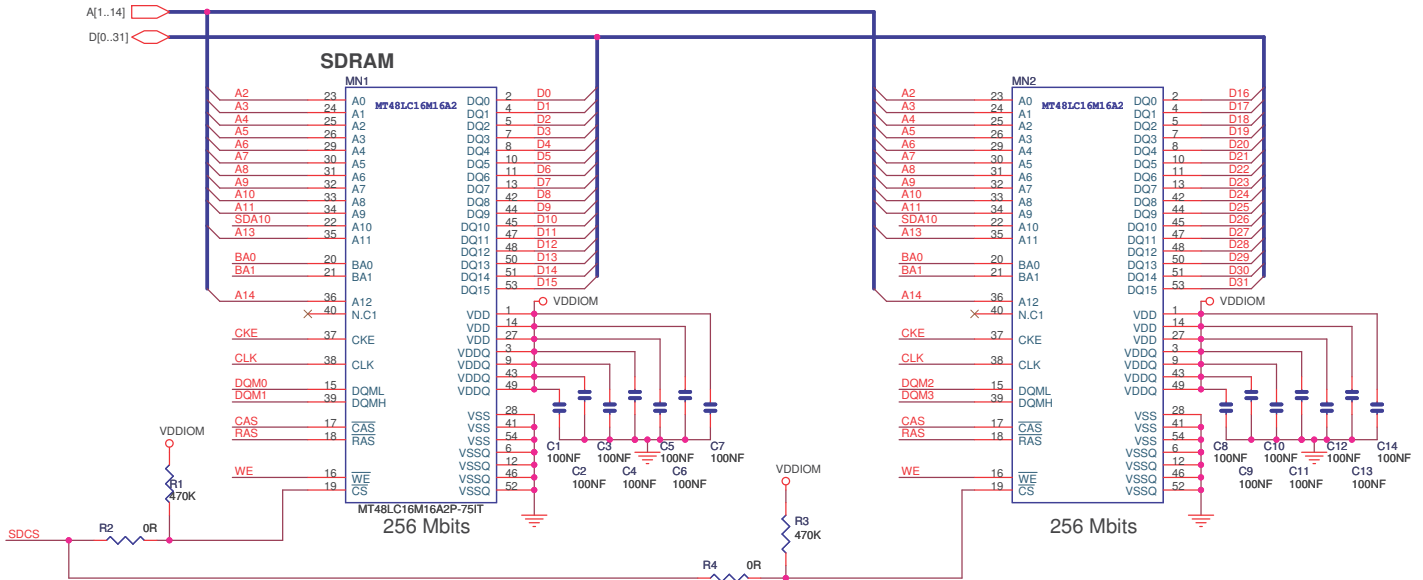 A[1..14]
D[0..31]
SDRAM
MN1
MT48LC16M16A2
A2 23 A0 DQ0 2 D0
A3 24 A1 DQ1 4 D1
A4 25 A2 DQ2 5 D2
A5 26 A3 DQ3 7 D3
A6 29 A4 DQ4 8 D4
A7 30 A5 DQ5 10 D5
A8 31 A6 DQ6 11 D6
A9 32 A7 DQ7 13 D7
A10 33 A8 DQ8 42 D8
A11 34 A9 DQ9 44 D9
SDA10 22 A10 DQ10 45 D10
A13 35 A11 DQ11 47 D11
DQ12 48 D12
BA0 20 BA0 DQ13 50 D13
BA1 21 BA1 DQ14 51 D14
DQ15 53 D15
A14 36 A12 VDDIOM
40 N.C1 VDD 1
VDD 14
CKE 37 CKE VDD 27
VDDQ 3
CLK 38 CLK VDDQ 9
VDDQ 43
DQM0 15 DQML VDDQ 49
DQM1 39 DQMH
VSS 28
CAS 17 CAS VSS 41
RAS 18 RAS VSS 54
VSSQ 6
VSSQ 12
WE 16 WE VSSQ 46
19 CS VSSQ 52
C1 C3 C5 C7
100NF 100NF 100NF 100NF
C2 C4 C6
100NF 100NF 100NF
MT48LC16M16A2P-75IT
256 Mbits
VDDIOM
R1
470K
SDCS
R2 0R
MN2
MT48LC16M16A2
A2 23 A0 DQ0 2 D16
A3 24 A1 DQ1 4 D17
A4 25 A2 DQ2 5 D18
A5 26 A3 DQ3 7 D19
A6 29 A4 DQ4 8 D20
A7 30 A5 DQ5 10 D21
A8 31 A6 DQ6 11 D22
A9 32 A7 DQ7 13 D23
A10 33 A8 DQ8 42 D24
A11 34 A9 DQ9 44 D25
SDA10 22 A10 DQ10 45 D26
A13 35 A11 DQ11 47 D27
DQ12 48 D28
BA0 20 BA0 DQ13 50 D29
BA1 21 BA1 DQ14 51 D30
DQ15 53 D31
A14 36 A12 VDDIOM
40 N.C1 VDD 1
VDD 14
CKE 37 CKE VDD 27
VDDQ 3
CLK 38 CLK VDDQ 9
VDDQ 43
DQM2 15 DQML VDDQ 49
DQM3 39 DQMH
VSS 28
CAS 17 CAS VSS 41
RAS 18 RAS VSS 54
VSSQ 6
VSSQ 12
WE 16 WE VSSQ 46
19 CS VSSQ 52
C8 C10 C12 C14
100NF 100NF 100NF 100NF
C9 C11 C13
100NF 100NF 100NF
256 Mbits
VDDIOM
R3
470K
R4 0R